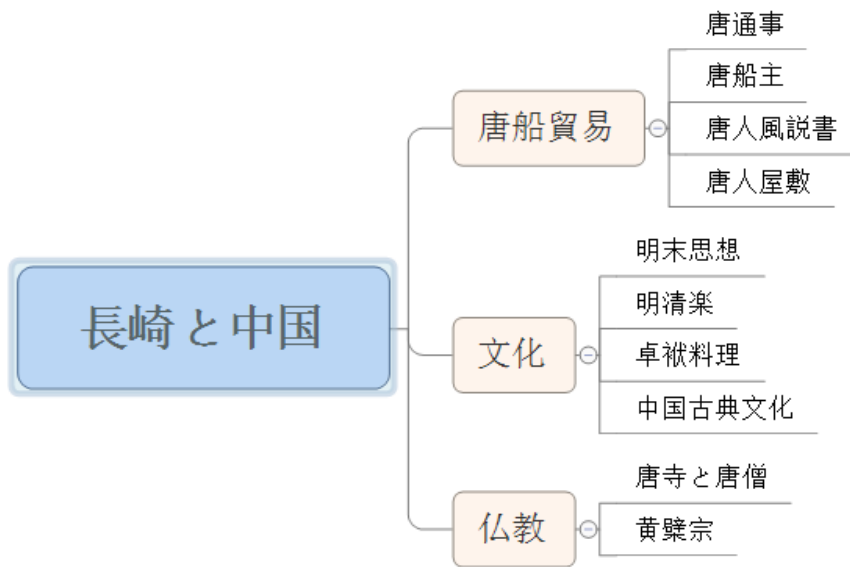 長崎と中国
唐船貿易
唐通事
唐船主
唐人風説書
唐人屋敷
文化
明末思想
明清楽
卓袱料理
中国古典文化
仏教
唐寺と唐僧
黄檗宗